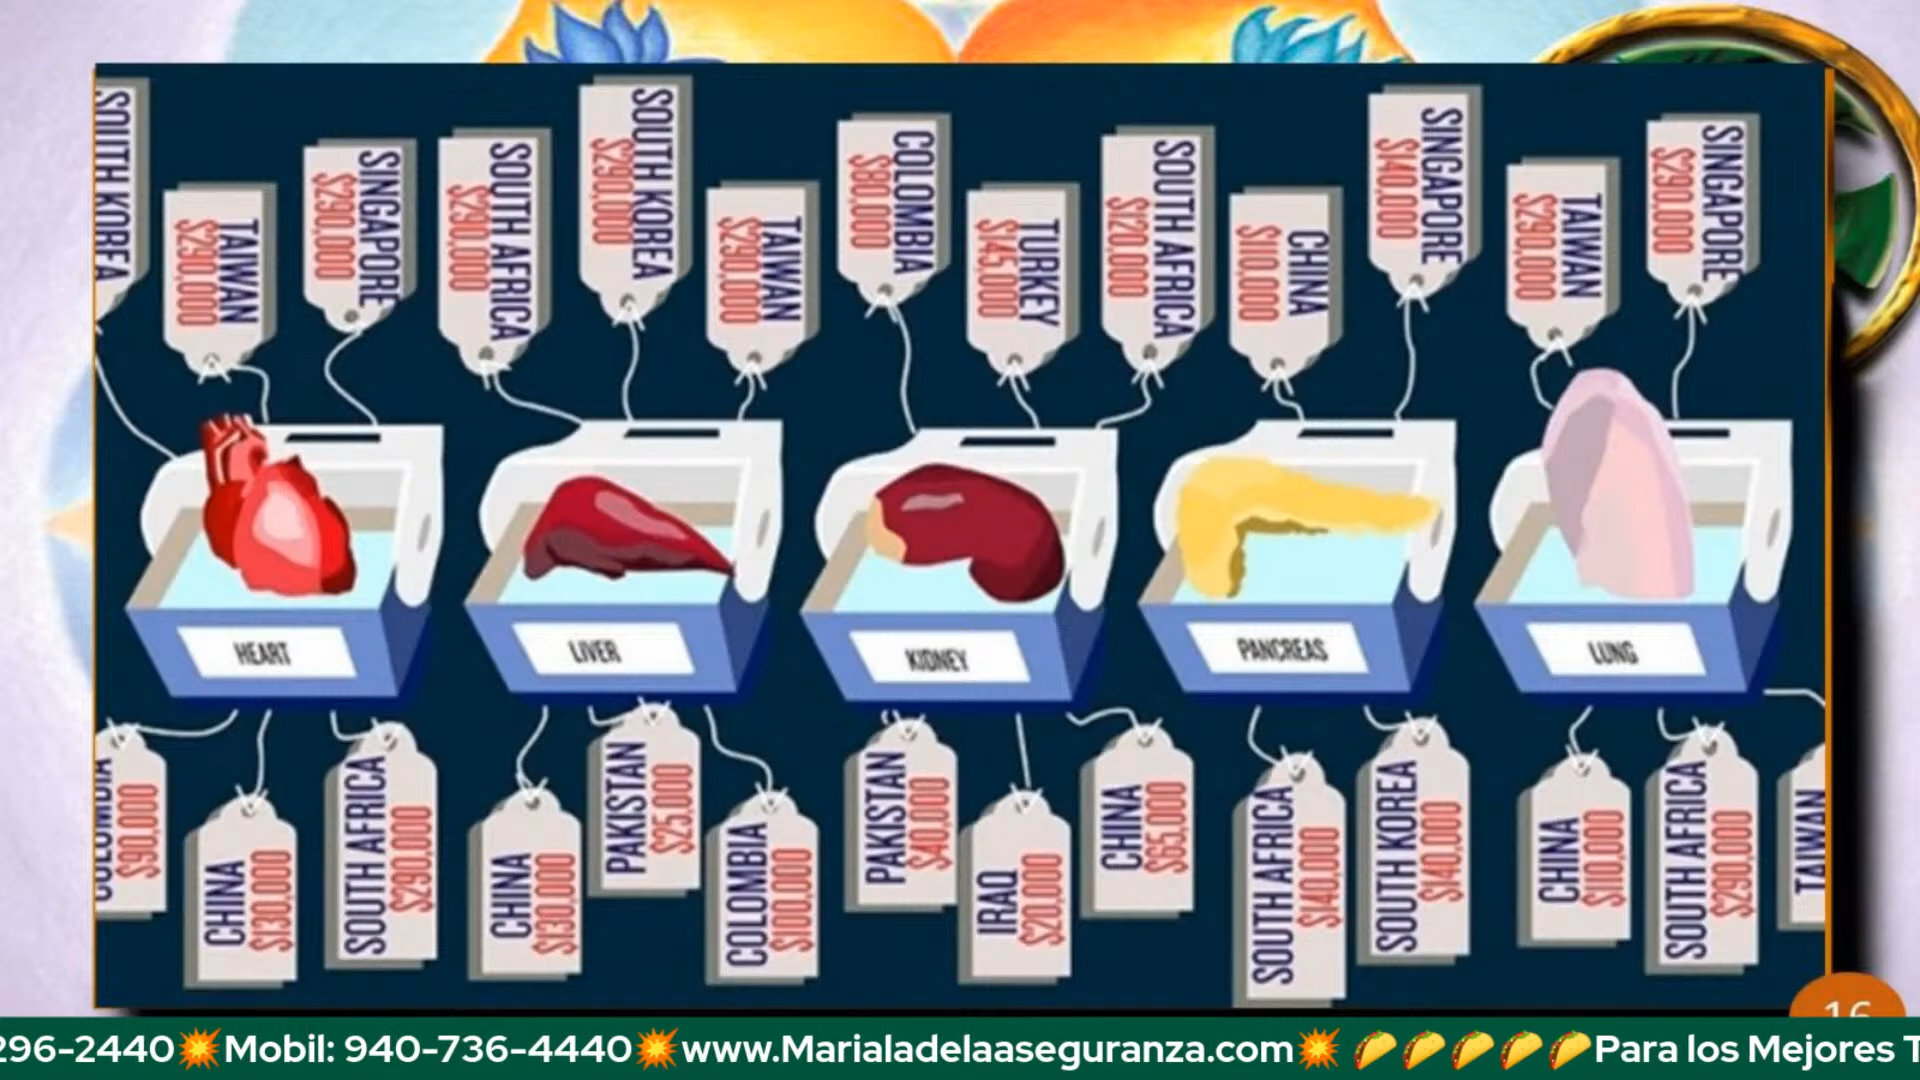 SOUTH KOREA
TAIWAN
$290,000
SINGAPORE
$290,000
SOUTH AFRICA
$290,000
SOUTH KOREA
$290,000
TAIWAN
$290,000
COLOMBIA
$80,000
TURKEY
$145,000
SOUTH AFRICA
$120,000
CHINA
$110,000
SINGAPORE
$140,000
TAIWAN
$290,000
SINGAPORE
$290,000
HEART
LIVER
KIDNEY
PANCREAS
LUNG
COLOMBIA
$90,000
CHINA
$130,000
SOUTH AFRICA
$290,000
CHINA
$130,000
PAKISTAN
$25,000
COLOMBIA
$100,000
PAKISTAN
$40,000
IRAQ
$20,000
CHINA
$65,000
SOUTH AFRICA
$140,000
SOUTH KOREA
$140,000
CHINA
$110,000
SOUTH AFRICA
$290,000
TAIWAN
16
296-2440💥Mobil: 940-736-4440💥www.Marialadelaaseguranza.com💥 🌮🌮🌮🌮🌮Para los Mejores T